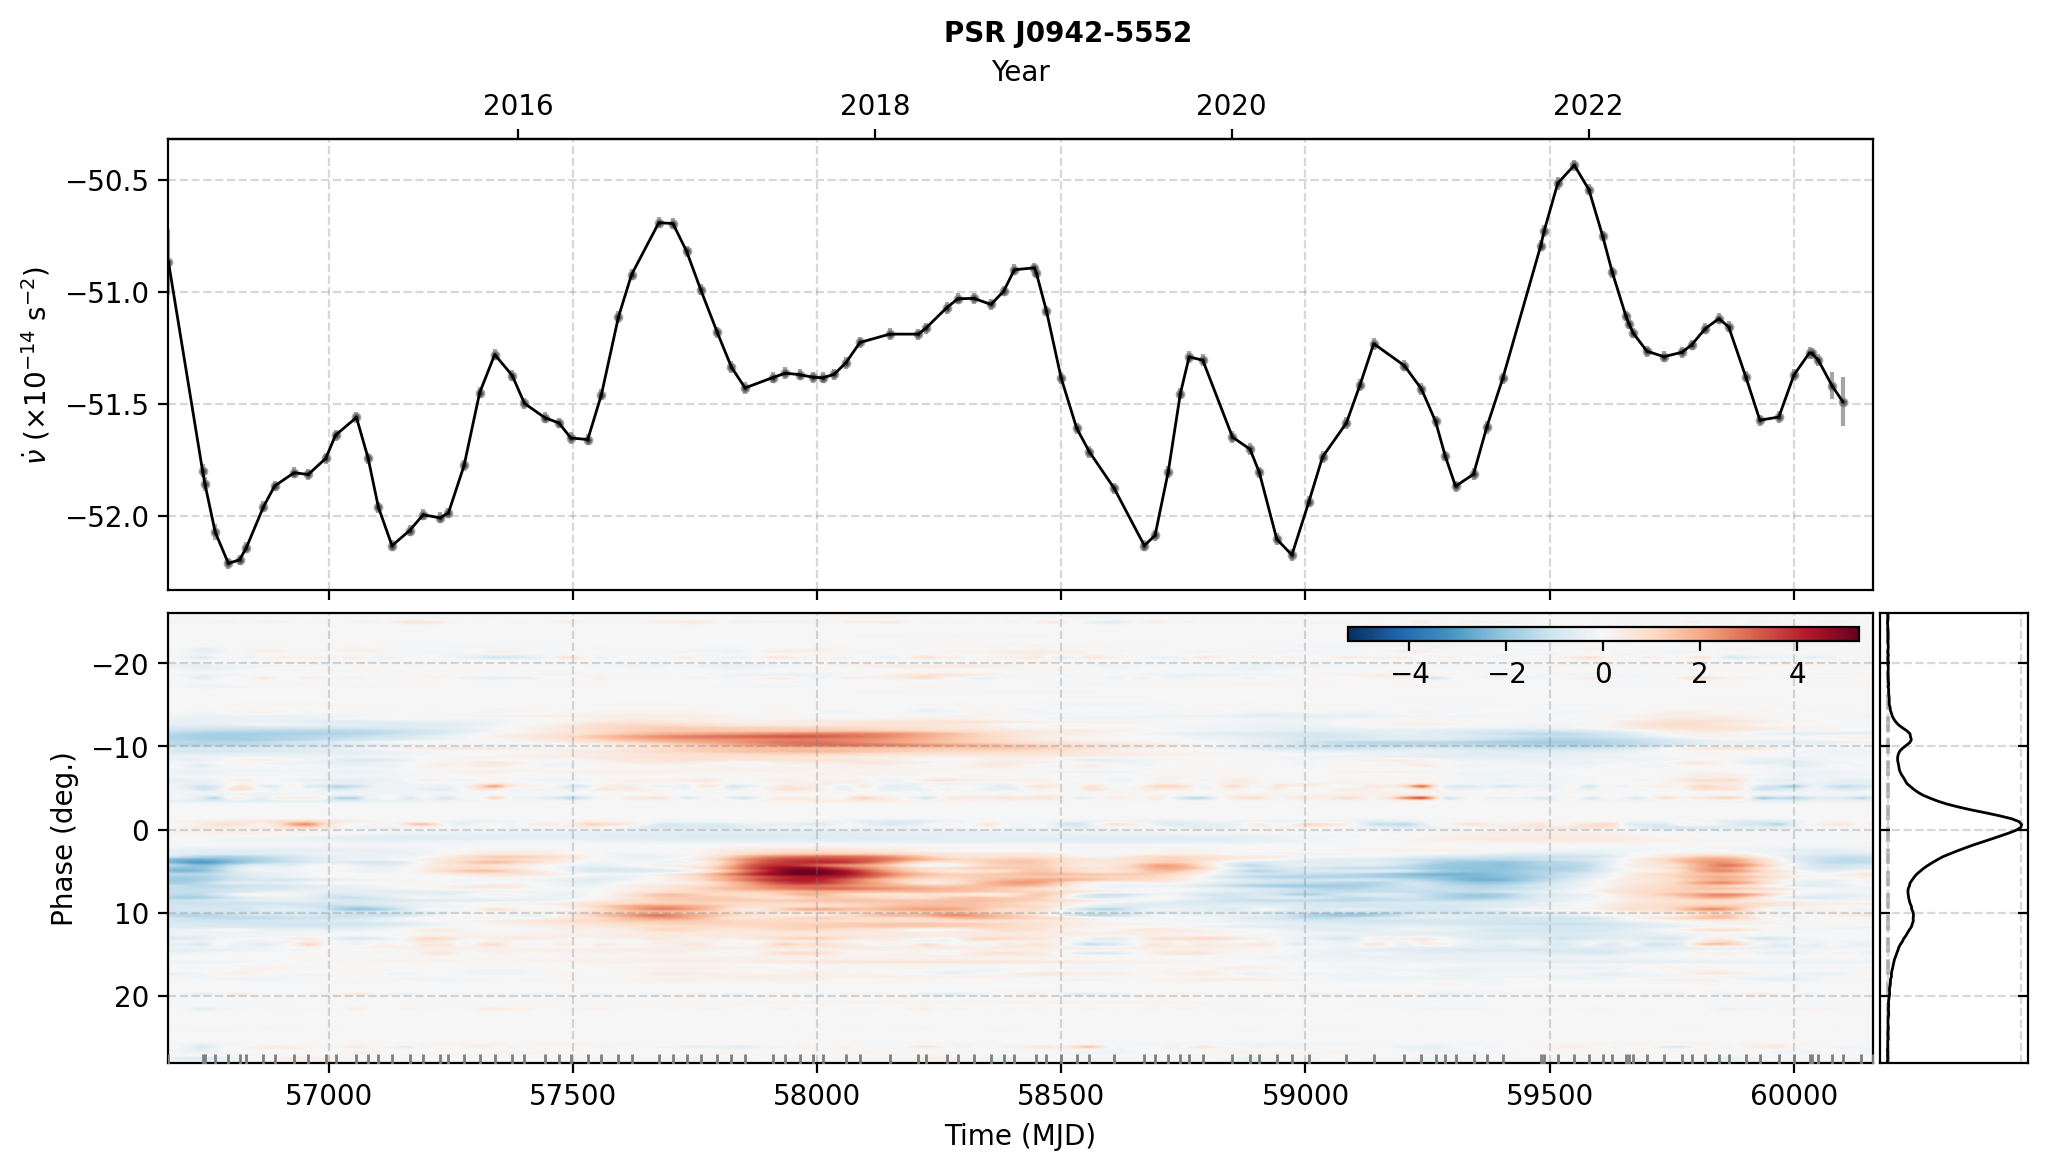 PSR J0942-5552
Year
2016 2018 2020 2022
−50.5
−51.0
−51.5
−52.0
ν̇ (×10⁻¹⁴ s⁻²)
−4 −2 0 2 4
−20
−10
0
10
20
Phase (deg.)
57000 57500 58000 58500 59000 59500 60000
Time (MJD)